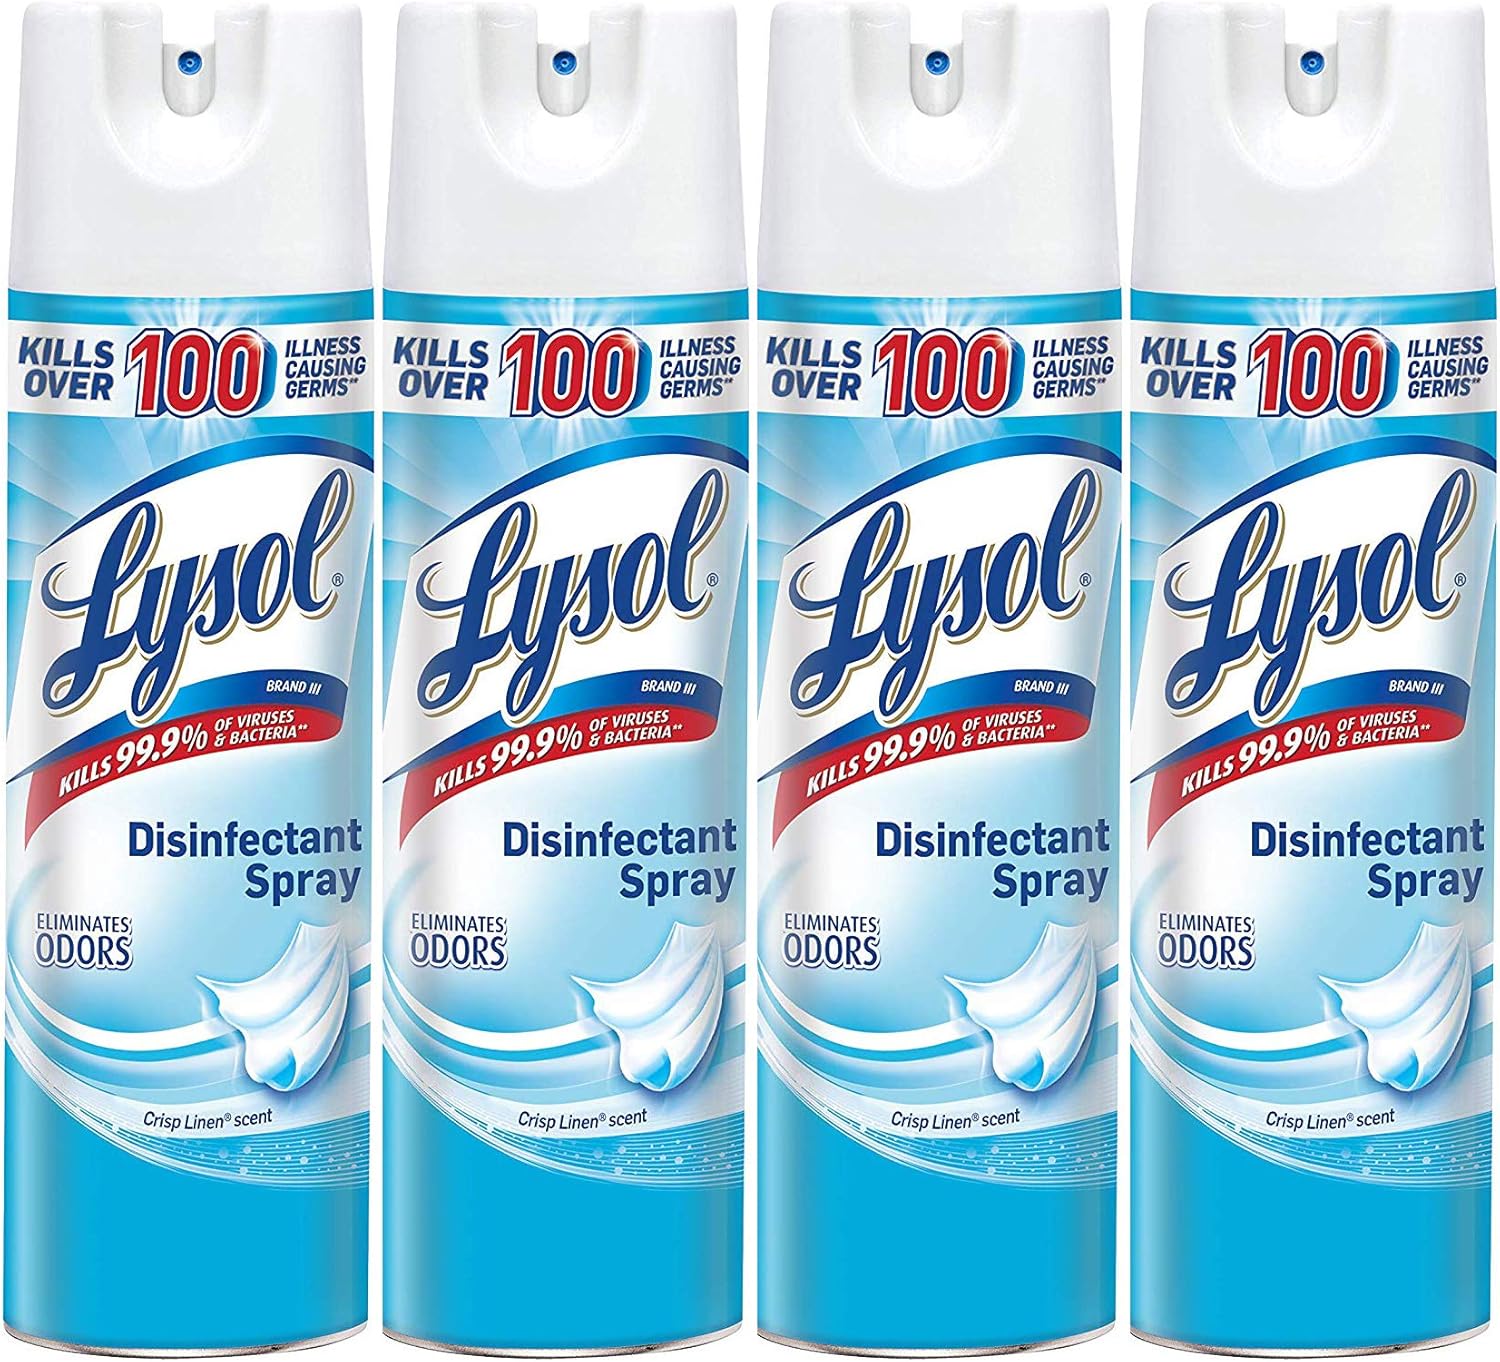 KILLS OVER 100 ILLNESS CAUSING GERMS**
Lysol®
BRAND III
KILLS 99.9% OF VIRUSES & BACTERIA**
Disinfectant
Spray
ELIMINATES
ODORS
Crisp Linen® scent
KILLS OVER 100 ILLNESS CAUSING GERMS**
Lysol®
BRAND III
KILLS 99.9% OF VIRUSES & BACTERIA**
Disinfectant
Spray
ELIMINATES
ODORS
Crisp Linen® scent
KILLS OVER 100 ILLNESS CAUSING GERMS**
Lysol®
BRAND III
KILLS 99.9% OF VIRUSES & BACTERIA**
Disinfectant
Spray
ELIMINATES
ODORS
Crisp Linen® scent
KILLS OVER 100 ILLNESS CAUSING GERMS**
Lysol®
BRAND III
KILLS 99.9% OF VIRUSES & BACTERIA**
Disinfectant
Spray
ELIMINATES
ODORS
Crisp Linen® scent